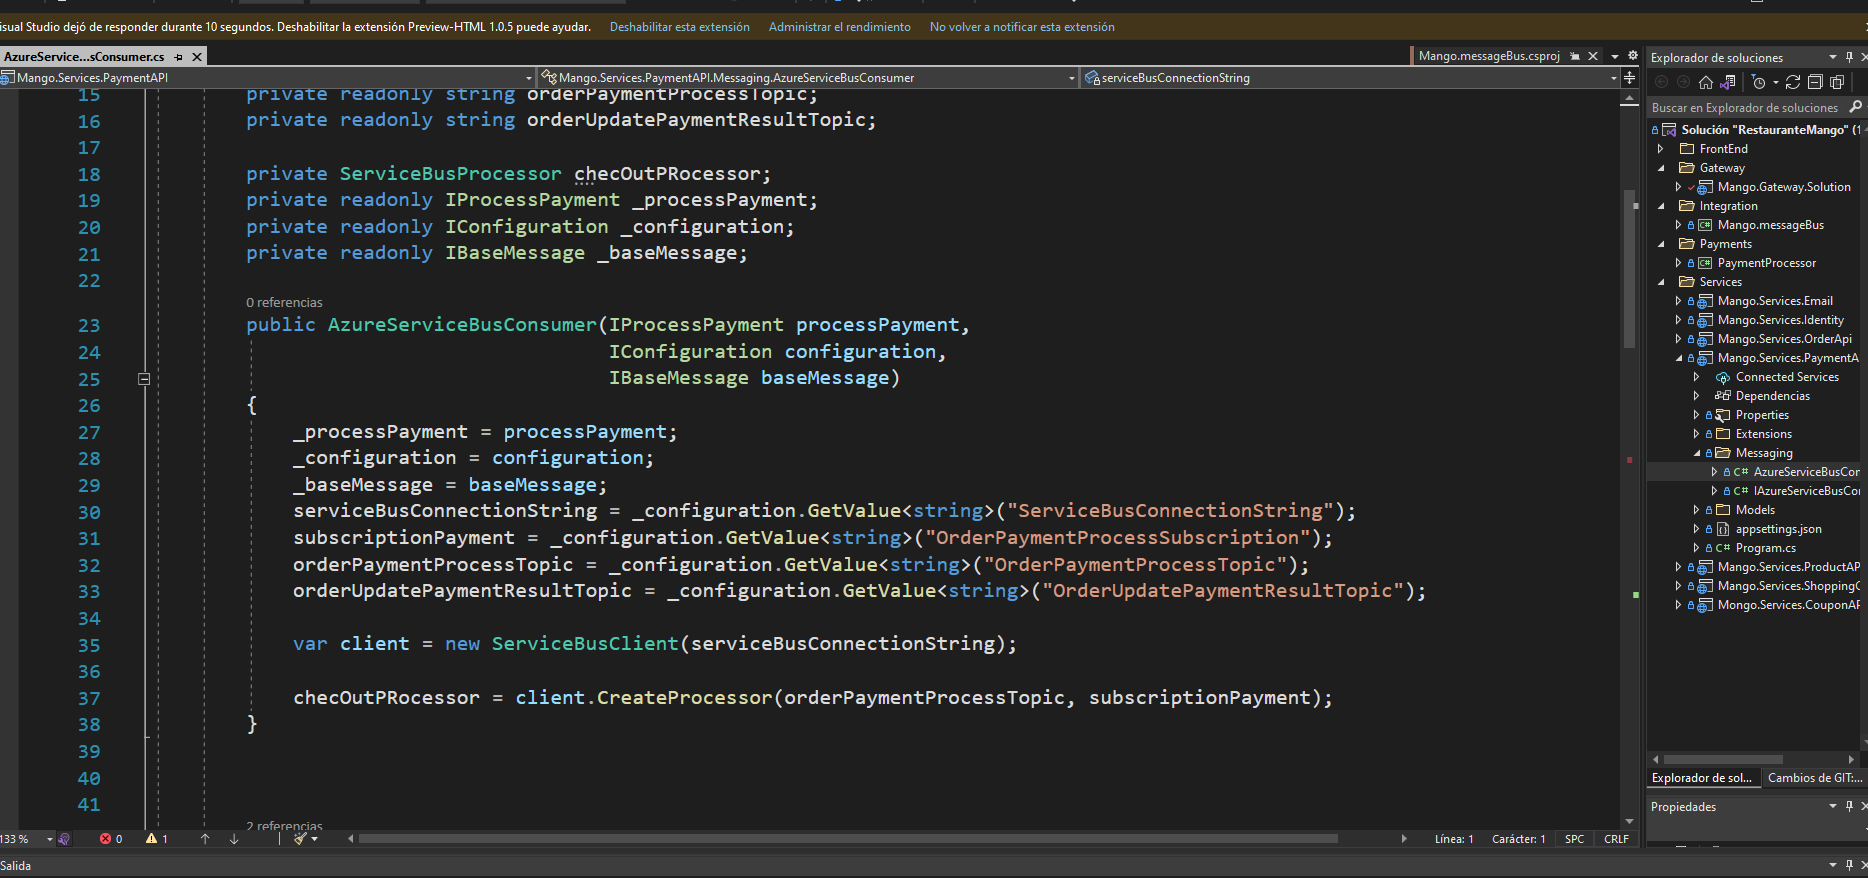 isual Studio dejó de responder durante 10 segundos. Deshabilitar la extensión Preview-HTML 1.0.5 puede ayudar. Deshabilitar esta extensión Administrar el rendimiento No volver a notificar esta extensión
AzureService...sConsumer.cs
Mango.messageBus.csproj
Mango.Services.PaymentAPI
Mango.Services.PaymentAPI.Messaging.AzureServiceBusConsumer
serviceBusConnectionString
15 private readonly string orderPaymentProcessTopic;
16 private readonly string orderUpdatePaymentResultTopic;
17
18 private ServiceBusProcessor checOutPRocessor;
19 private readonly IProcessPayment _processPayment;
20 private readonly IConfiguration _configuration;
21 private readonly IBaseMessage _baseMessage;
22
0 referencias
23 public AzureServiceBusConsumer(IProcessPayment processPayment,
24 IConfiguration configuration,
25 IBaseMessage baseMessage)
26 {
27 _processPayment = processPayment;
28 _configuration = configuration;
29 _baseMessage = baseMessage;
30 serviceBusConnectionString = _configuration.GetValue<string>("ServiceBusConnectionString");
31 subscriptionPayment = _configuration.GetValue<string>("OrderPaymentProcessSubscription");
32 orderPaymentProcessTopic = _configuration.GetValue<string>("OrderPaymentProcessTopic");
33 orderUpdatePaymentResultTopic = _configuration.GetValue<string>("OrderUpdatePaymentResultTopic");
34
35 var client = new ServiceBusClient(serviceBusConnectionString);
36
37 checOutPRocessor = client.CreateProcessor(orderPaymentProcessTopic, subscriptionPayment);
38 }
39
40
41
2 referencias
133 % 0 1 Línea: 1 Carácter: 1 SPC CRLF
Salida
Explorador de soluciones
Buscar en Explorador de soluciones
Solución "RestauranteMango" (1
FrontEnd
Gateway
Mango.Gateway.Solution
Integration
C# Mango.messageBus
Payments
C# PaymentProcessor
Services
Mango.Services.Email
Mango.Services.Identity
Mango.Services.OrderApi
Mango.Services.PaymentA
Connected Services
Dependencias
Properties
Extensions
Messaging
C# AzureServiceBusCor
C# IAzureServiceBusCo
Models
appsettings.json
C# Program.cs
Mango.Services.ProductAP
Mango.Services.ShoppingC
Mongo.Services.CouponAP
Explorador de sol... Cambios de GIT:...
Propiedades